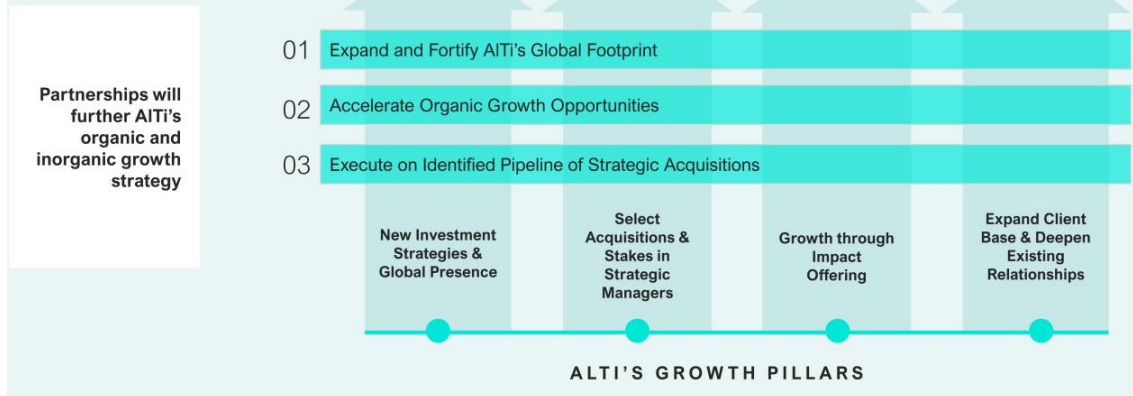 Partnerships will
further AlTi’s
organic and
inorganic growth
strategy
01 Expand and Fortify AlTi’s Global Footprint
02 Accelerate Organic Growth Opportunities
03 Execute on Identified Pipeline of Strategic Acquisitions
New Investment
Strategies &
Global Presence
Select
Acquisitions &
Stakes in
Strategic
Managers
Growth through
Impact
Offering
Expand Client
Base & Deepen
Existing
Relationships
ALTI’S GROWTH PILLARS